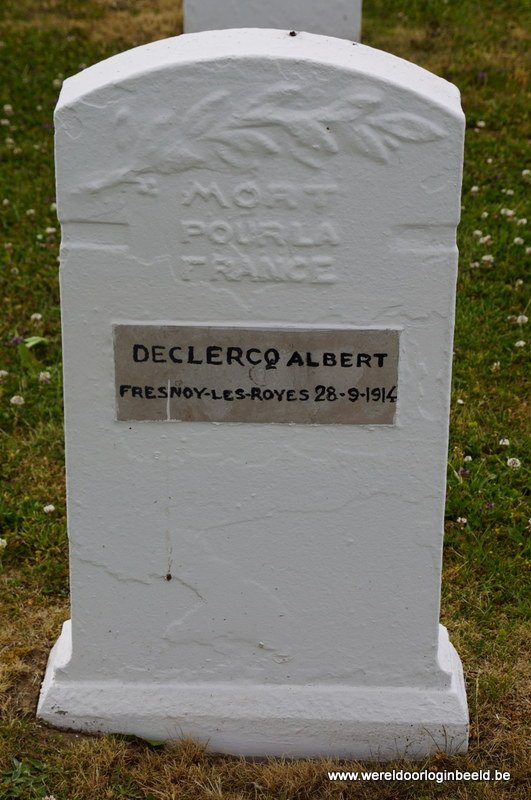 MORT
POUR LA
FRANCE
DECLERCQ ALBERT
FRESNOY-LES-ROYES 28-9-1914
www.wereldoorloginbeeld.be